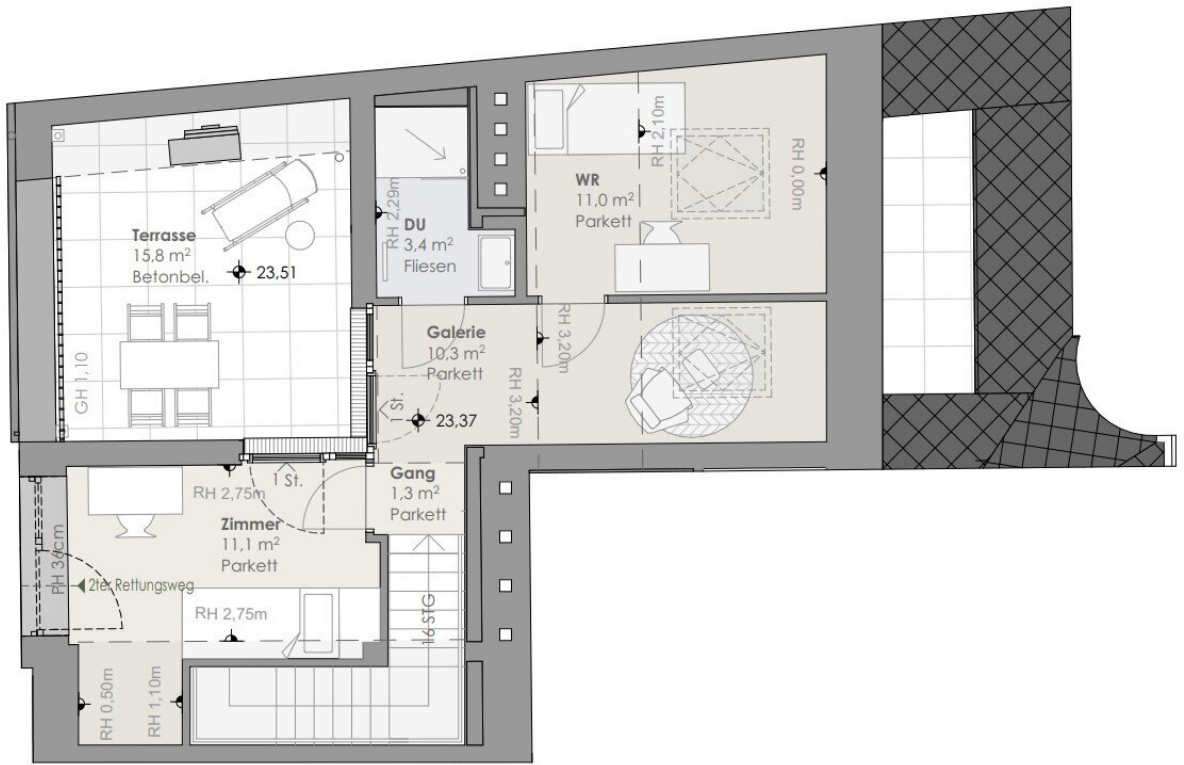 RH 2,10m
RH 0,00m
WR
11,0 m²
Parkett
RH 2,29m
DU
3,4 m²
Fliesen
Terrasse
15,8 m²
Betonbel.
23,51
GH 1,10
Galerie
10,3 m²
Parkett
RH 3,20m
RH 3,20m
1 St.
23,37
Gang
1,3 m²
Parkett
1 St.
RH 2,75m
Zimmer
11,1 m²
Parkett
PH 36cm
2ter Rettungsweg
RH 2,75m
16 STG
RH 0,50m
RH 1,10m